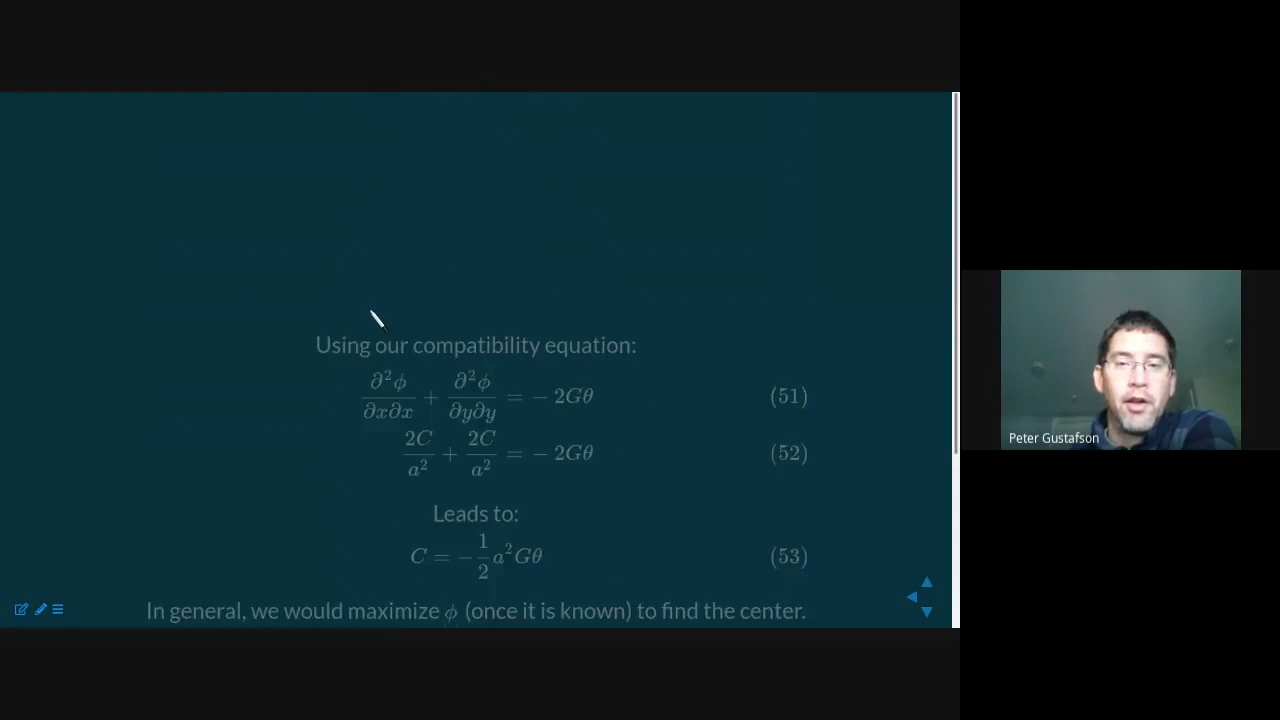 Using our compatibility equation:
∂²ϕ/∂x∂x + ∂²ϕ/∂y∂y = − 2Gθ (51)
2C/a² + 2C/a² = − 2Gθ (52)
Leads to:
C = −1/2 a²Gθ (53)
In general, we would maximize ϕ (once it is known) to find the center.
Peter Gustafson